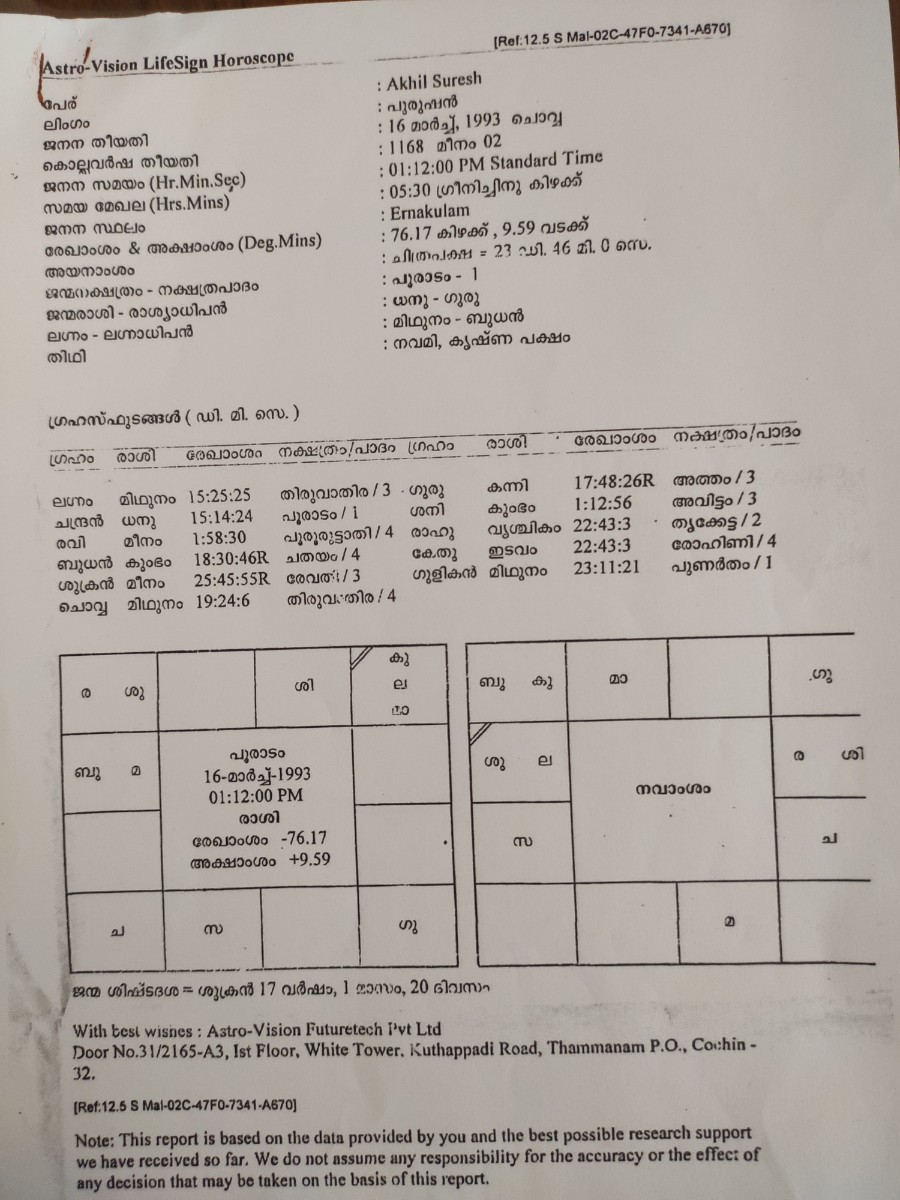 [Ref:12.5 S Mal-02C-47F0-7341-A670]
Astro-Vision LifeSign Horoscope
പേര് : Akhil Suresh
ലിംഗം : പുരുഷൻ
ജനന തീയതി : 16 മാർച്ച്, 1993 ചൊവ്വ
കൊല്ലവർഷ തീയതി : 1168 മീനം 02
ജനന സമയം (Hr.Min.Sec) : 01:12:00 PM Standard Time
സമയ മേഖല (Hrs.Mins) : 05:30 ഗ്രീനിച്ചിനു കിഴക്ക്
ജനന സ്ഥലം : Ernakulam
രേഖാംശം & അക്ഷാംശം (Deg.Mins) : 76.17 കിഴക്ക് , 9.59 വടക്ക്
അയനാംശം : ചിത്രപക്ഷ = 23 ഡി. 46 മി. 0 സെ.
ജന്മനക്ഷത്രം - നക്ഷത്രപാദം : പൂരാടം - 1
ജന്മരാശി - രാശ്യാധിപൻ : ധനു - ഗുരു
ലഗ്നം - ലഗ്നാധിപൻ : മിഥുനം - ബുധൻ
തിഥി : നവമി, കൃഷ്ണ പക്ഷം
ഗ്രഹസ്ഫുടങ്ങൾ ( ഡി. മി. സെ. )
ഗ്രഹം രാശി രേഖാംശം നക്ഷത്രം/പാദം ഗ്രഹം രാശി രേഖാംശം നക്ഷത്രം/പാദം
ലഗ്നം മിഥുനം 15:25:25 തിരുവാതിര / 3 ഗുരു കന്നി 17:48:26R അത്തം / 3
ചന്ദ്രൻ ധനു 15:14:24 പൂരാടം / 1 ശനി കുംഭം 1:12:56 അവിട്ടം / 3
രവി മീനം 1:58:30 പൂരുരുട്ടാതി / 4 രാഹു വൃശ്ചികം 22:43:3 തൃക്കേട്ട / 2
ബുധൻ കുംഭം 18:30:46R ചതയം / 4 കേതു ഇടവം 22:43:3 രോഹിണി / 4
ശുക്രൻ മീനം 25:45:55R രേവതി / 3 ഗുളികൻ മിഥുനം 23:11:21 പുണർതം / 1
ചൊവ്വ മിഥുനം 19:24:6 തിരുവാതിര / 4
ര ശു
ശി
കു
ല
മാ
ബു മ
പൂരാടം
16-മാർച്ച്-1993
01:12:00 PM
രാശി
രേഖാംശം -76.17
അക്ഷാംശം +9.59
ച
സ
ഗു
ബു കു
മാ
ഗു
ശു ല
നവാംശം
ര ശി
സ
ച
മ
ജന്മ ശിഷ്ടദശ = ശുക്രൻ 17 വർഷം, 1 മാസം, 20 ദിവസം
With best wishes : Astro-Vision Futuretech Pvt Ltd
Door No.31/2165-A3, Ist Floor, White Tower, Kuthappadi Road, Thammanam P.O., Cochin -
32.
[Ref:12.5 S Mal-02C-47F0-7341-A670]
Note: This report is based on the data provided by you and the best possible research support
we have received so far. We do not assume any responsibility for the accuracy or the effect of
any decision that may be taken on the basis of this report.